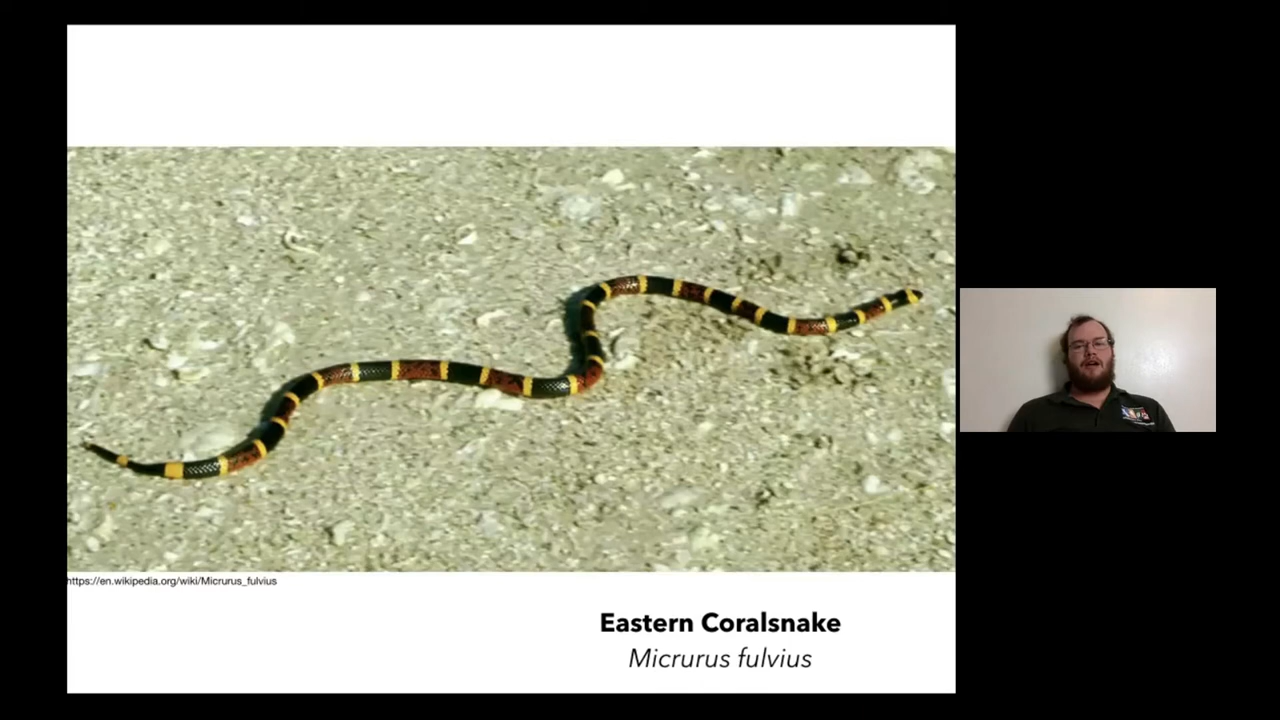 https://en.wikipedia.org/wiki/Micrurus_fulvius
Eastern Coralsnake
Micrurus fulvius